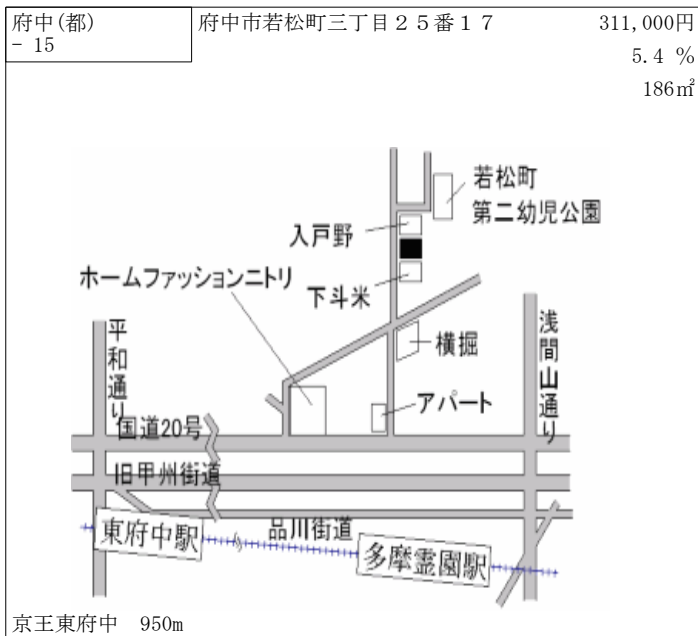 府中(都)
- 15
府中市若松町三丁目２５番１７
311,000円
5.4 %
186㎡
若松町
第二幼児公園
入戸野
ホームファッションニトリ
下斗米
横掘
アパート
平和通り
浅間山通り
国道20号
旧甲州街道
品川街道
東府中駅
多摩霊園駅
京王東府中 950m